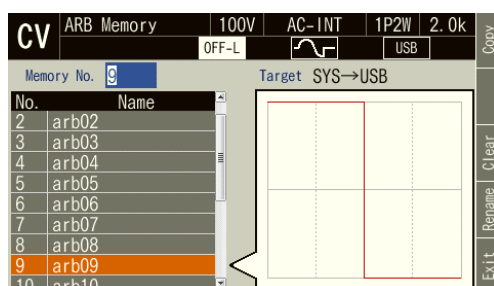 CV ARB Memory 100V AC-INT 1P2W 2.0k
OFF-L USB
Memory No. 9 Target SYS→USB
No. Name
2 arb02
3 arb03
4 arb04
5 arb05
6 arb06
7 arb07
8 arb08
9 arb09
10 arb10
Copy
Clear
Rename
Exit